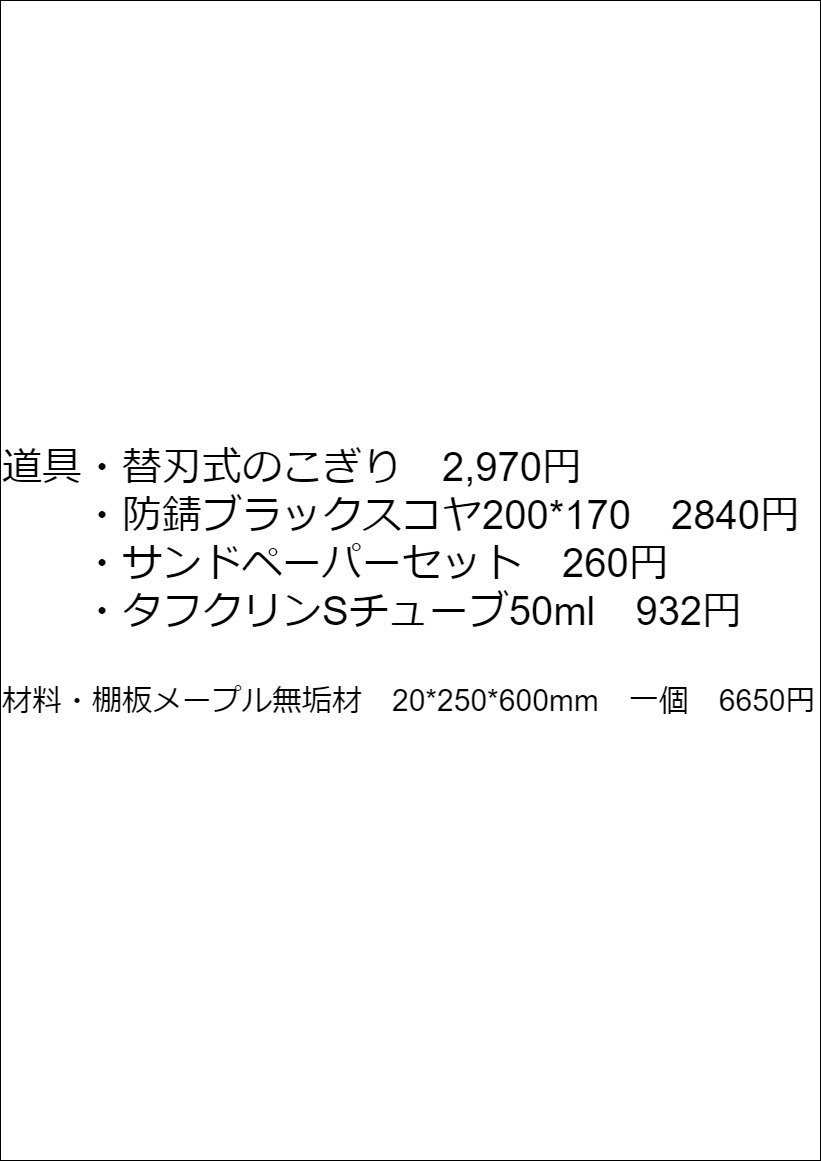 道具・替刃式のこぎり　2,970円
・防錆ブラックスコヤ200*170　2840円
・サンドペーパーセット　260円
・タフクリンSチューブ50ml　932円
材料・棚板メープル無垢材　20*250*600mm　一個　6650円